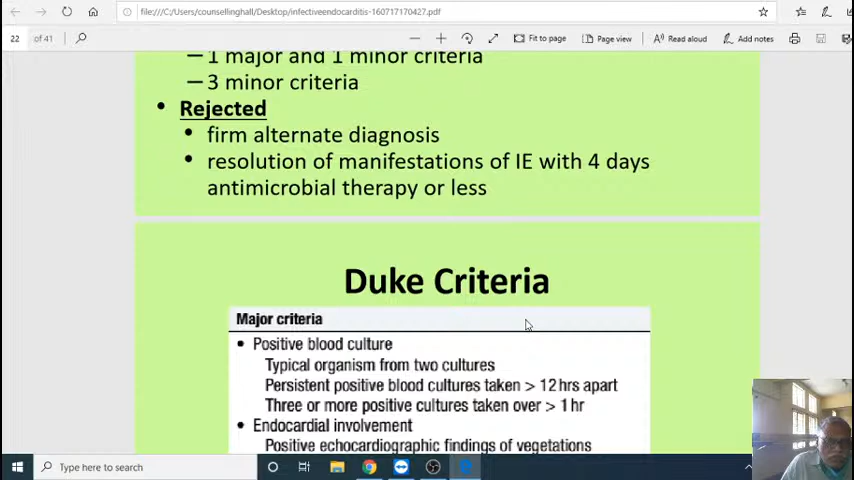 file:///C:/Users/counsellinghall/Desktop/infectiveendocarditis-160717170427.pdf
22 of 41
Fit to page
Page view
Read aloud
Add notes
– 1 major and 1 minor criteria
– 3 minor criteria
• Rejected
• firm alternate diagnosis
• resolution of manifestations of IE with 4 days
antimicrobial therapy or less
Duke Criteria
Major criteria
• Positive blood culture
Typical organism from two cultures
Persistent positive blood cultures taken > 12 hrs apart
Three or more positive cultures taken over > 1 hr
• Endocardial involvement
Positive echocardiographic findings of vegetations
Type here to search